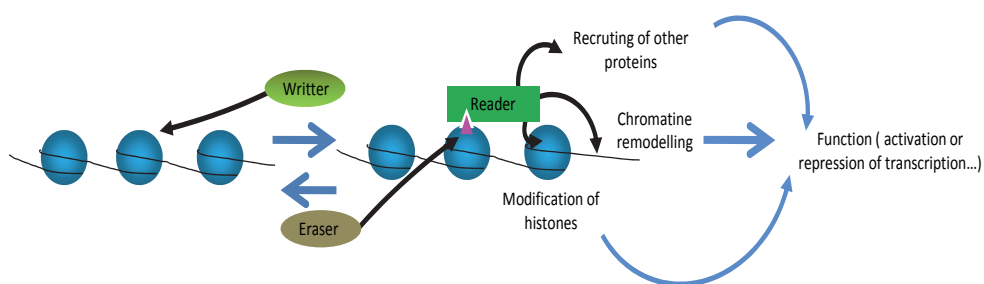 Writter
Reader
Recruting of other
proteins
Chromatine
remodelling
Modification of
histones
Eraser
Function ( activation or
repression of transcription…)